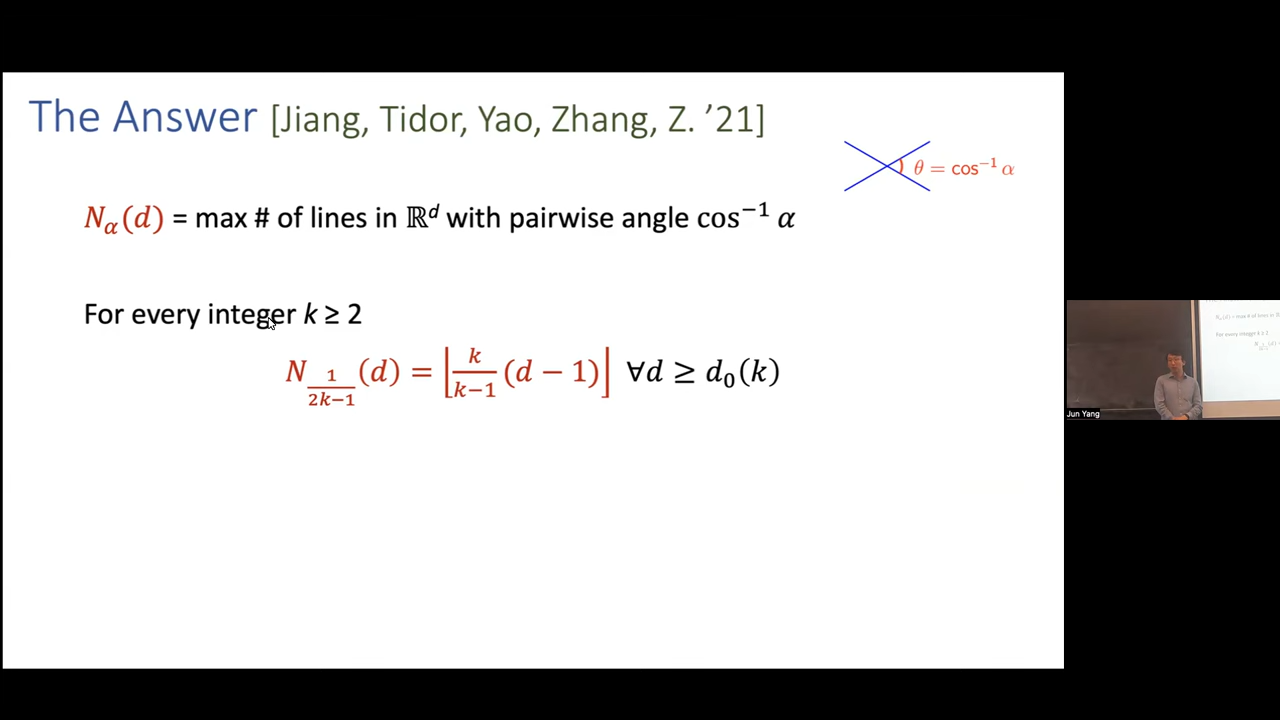 The Answer [Jiang, Tidor, Yao, Zhang, Z. ’21]
θ = cos⁻¹ α
N_α(d) = max # of lines in ℝ^d with pairwise angle cos⁻¹ α
For every integer k ≥ 2
N_{1/(2k−1)}(d) = ⌊k/(k−1) (d − 1)⌋ ∀d ≥ d₀(k)
Jun Yang